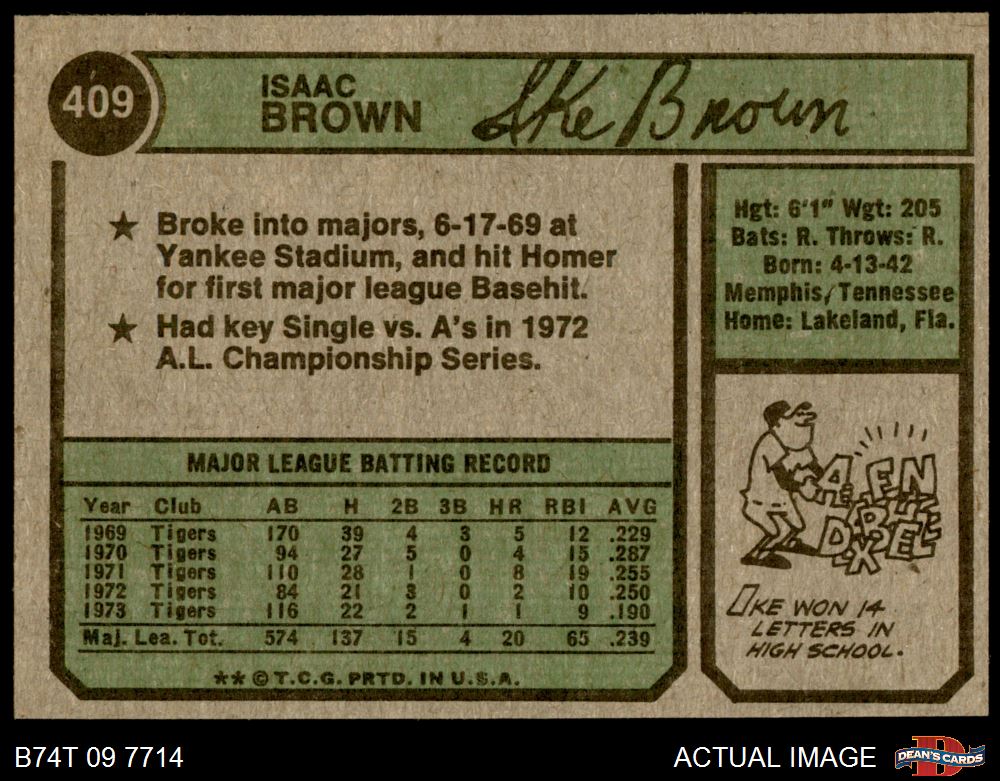 409
ISAAC
BROWN
Ike Brown
★ Broke into majors, 6-17-69 at
Yankee Stadium, and hit Homer
for first major league Basehit.
★ Had key Single vs. A's in 1972
A.L. Championship Series.
MAJOR LEAGUE BATTING RECORD
Year Club AB H 2B 3B HR RBI AVG
1969 Tigers 170 39 4 3 5 12 .229
1970 Tigers 94 27 5 0 4 15 .287
1971 Tigers 110 28 1 0 8 19 .255
1972 Tigers 84 21 3 0 2 10 .250
1973 Tigers 116 22 2 1 1 9 .190
Maj. Lea. Tot. 574 137 15 4 20 65 .239
** © T.C.G. PRTD. IN U.S.A.
Hgt: 6'1" Wgt: 205
Bats: R. Throws: R.
Born: 4-13-42
Memphis, Tennessee
Home: Lakeland, Fla.
IKE WON 14
LETTERS IN
HIGH SCHOOL.
B74T 09 7714
ACTUAL IMAGE
D
DEAN'S CARDS